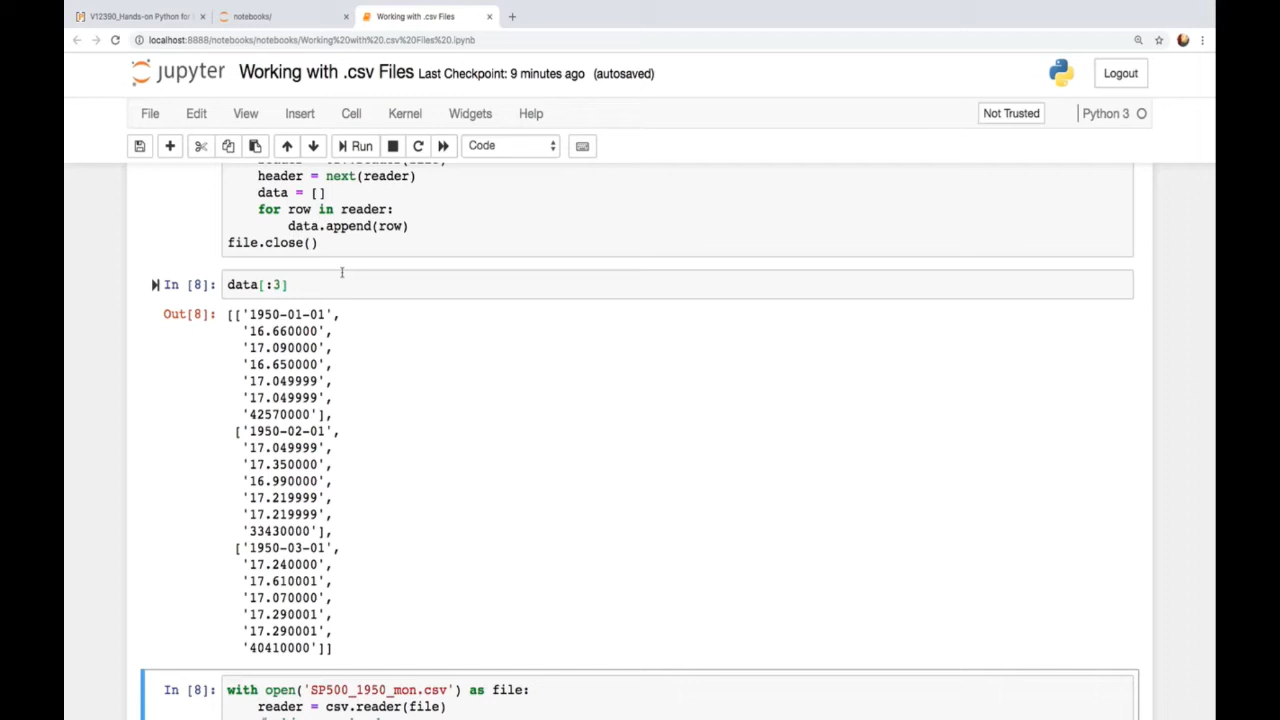 V12390_Hands-on Python for
notebooks/
Working with .csv Files
localhost:8888/notebooks/notebooks/Working%20with%20.csv%20Files%20.ipynb
jupyter Working with .csv Files Last Checkpoint: 9 minutes ago (autosaved)
Logout
File Edit View Insert Cell Kernel Widgets Help
Not Trusted
Python 3
Run
Code
header = next(reader)
data = []
for row in reader:
data.append(row)
file.close()
In [8]: data[:3]
Out[8]: [['1950-01-01',
'16.660000',
'17.090000',
'16.650000',
'17.049999',
'17.049999',
'42570000'],
['1950-02-01',
'17.049999',
'17.350000',
'16.990000',
'17.219999',
'17.219999',
'33430000'],
['1950-03-01',
'17.240000',
'17.610001',
'17.070000',
'17.290001',
'17.290001',
'40410000']]
In [8]: with open('SP500_1950_mon.csv') as file:
reader = csv.reader(file)